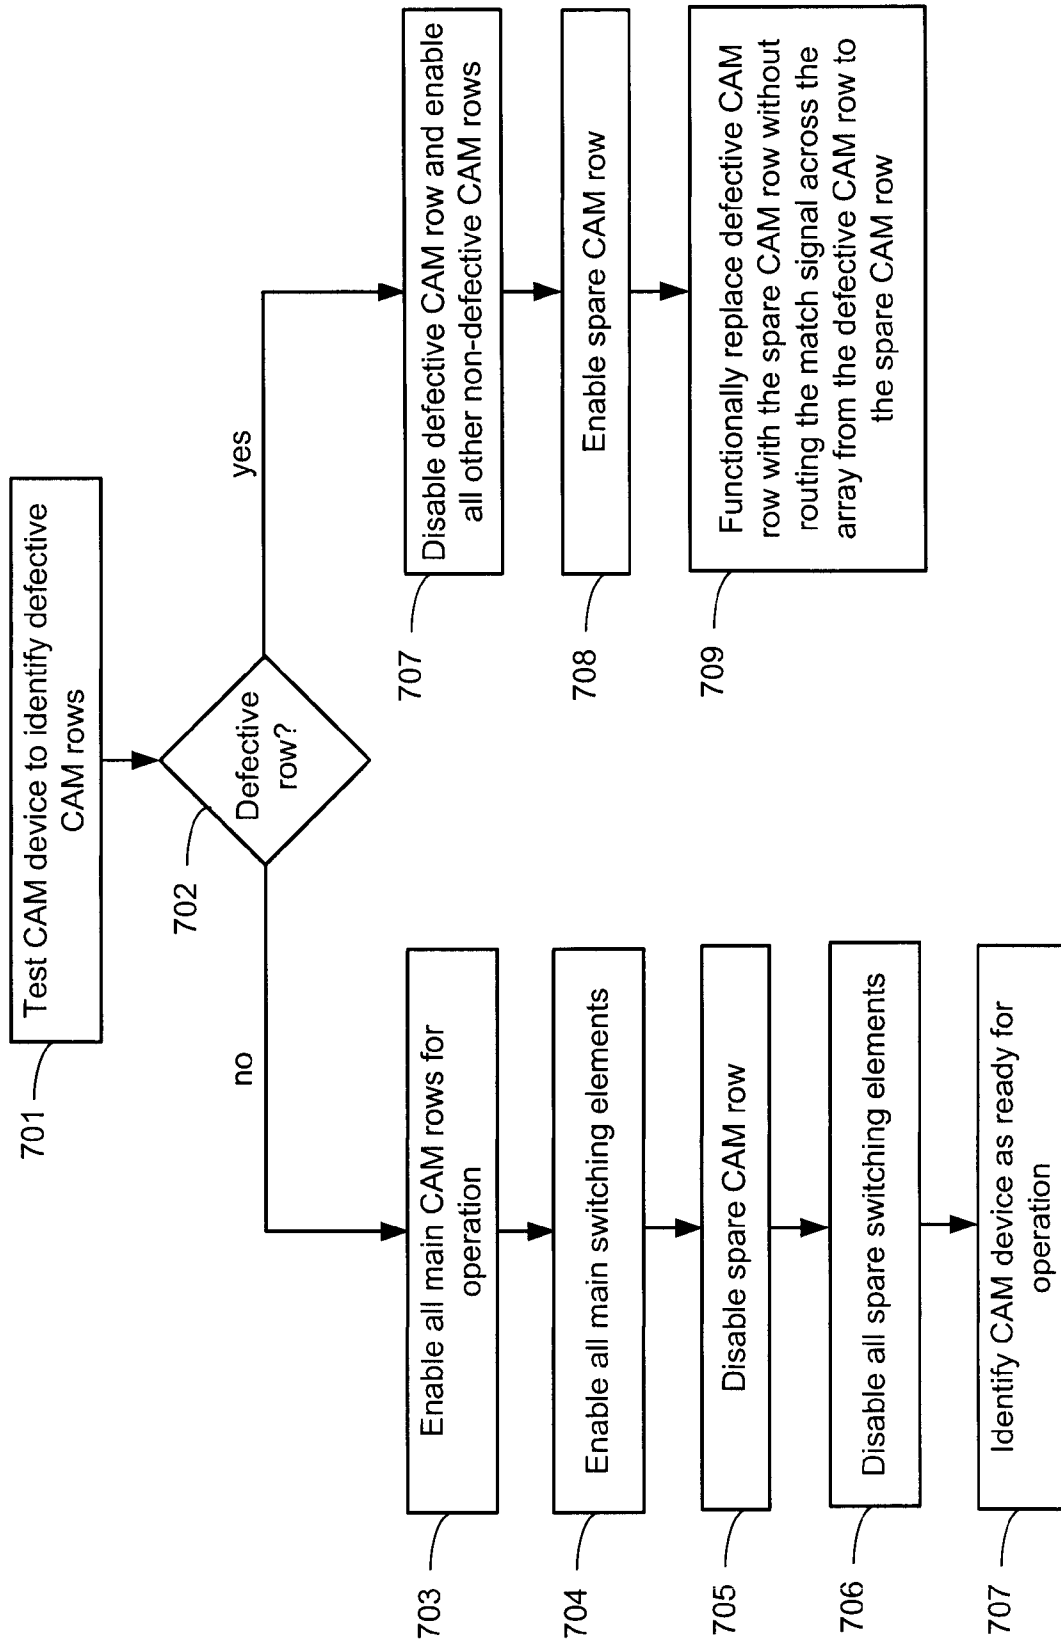 Test CAM device to identify defective
CAM rows
701
Defective
row?
702
no
yes
Enable all main CAM rows for
operation
703
Enable all main switching elements
704
Disable spare CAM row
705
Disable all spare switching elements
706
Identify CAM device as ready for
operation
707
Disable defective CAM row and enable
all other non-defective CAM rows
707
Enable spare CAM row
708
Functionally replace defective CAM
row with the spare CAM row without
routing the match signal across the
array from the defective CAM row to
the spare CAM row
709